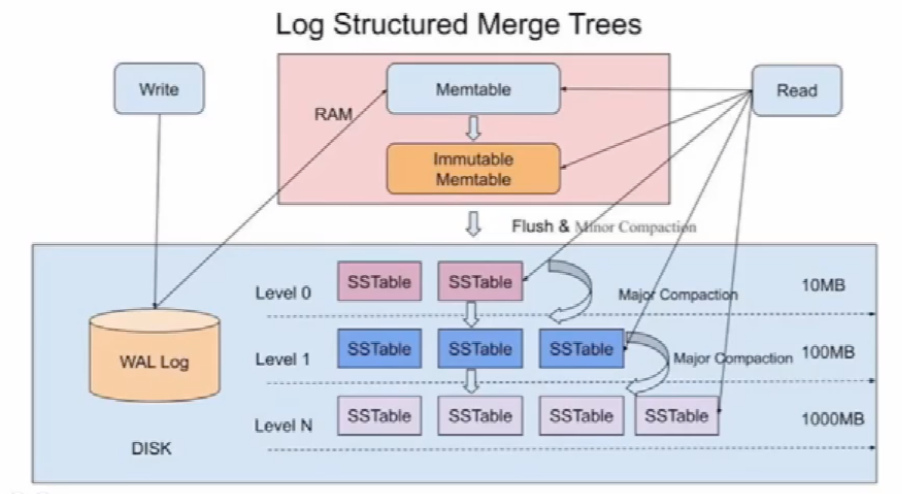 Log Structured Merge Trees
Write
Memtable
Read
RAM
Immutable
Memtable
Flush & Minor Compaction
Level 0
SSTable
SSTable
Major Compaction
10MB
WAL Log
Level 1
SSTable
SSTable
SSTable
Major Compaction
100MB
Level N
SSTable
SSTable
SSTable
SSTable
1000MB
DISK